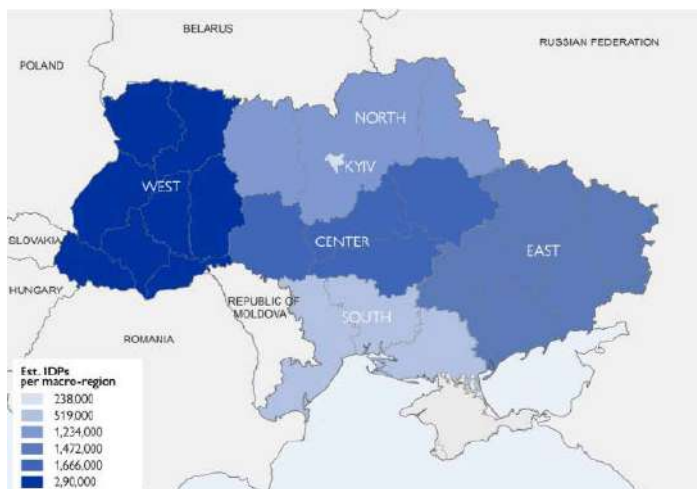 BELARUS
RUSSIAN FEDERATION
POLAND
NORTH
KYIV
WEST
SLOVAKIA
CENTER
EAST
HUNGARY
REPUBLIC OF
MOLDOVA
SOUTH
ROMANIA
Est. IDPs
per macro-region
238,000
519,000
1,234,000
1,472,000
1,666,000
2,90,000